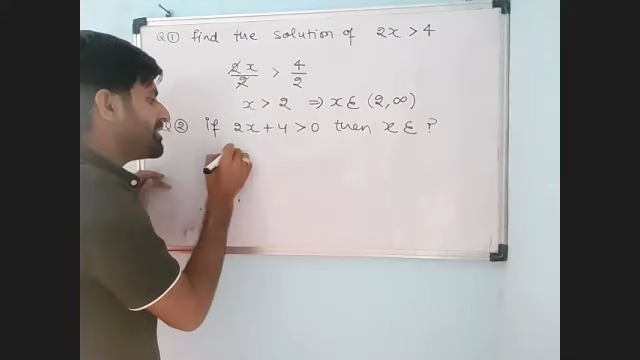 Q① find the solution of 2x > 4
2x/2 > 4/2
x > 2 ⇒ x ε (2, ∞)
Q② if 2x + 4 > 0 then x ε ?